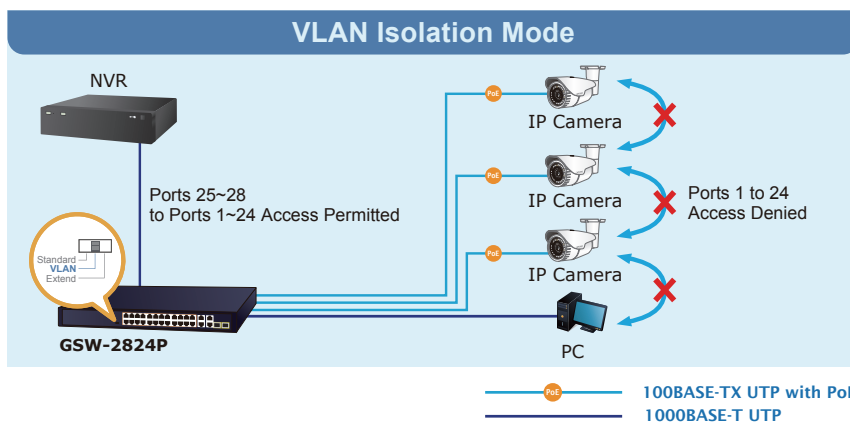 VLAN Isolation Mode
NVR
PoE
IP Camera
Ports 25~28
to Ports 1~24 Access Permitted
PoE
IP Camera
Ports 1 to 24
Access Denied
Standard
VLAN
Extend
PoE
IP Camera
GSW-2824P
PC
PoE
100BASE-TX UTP with PoE
1000BASE-T UTP